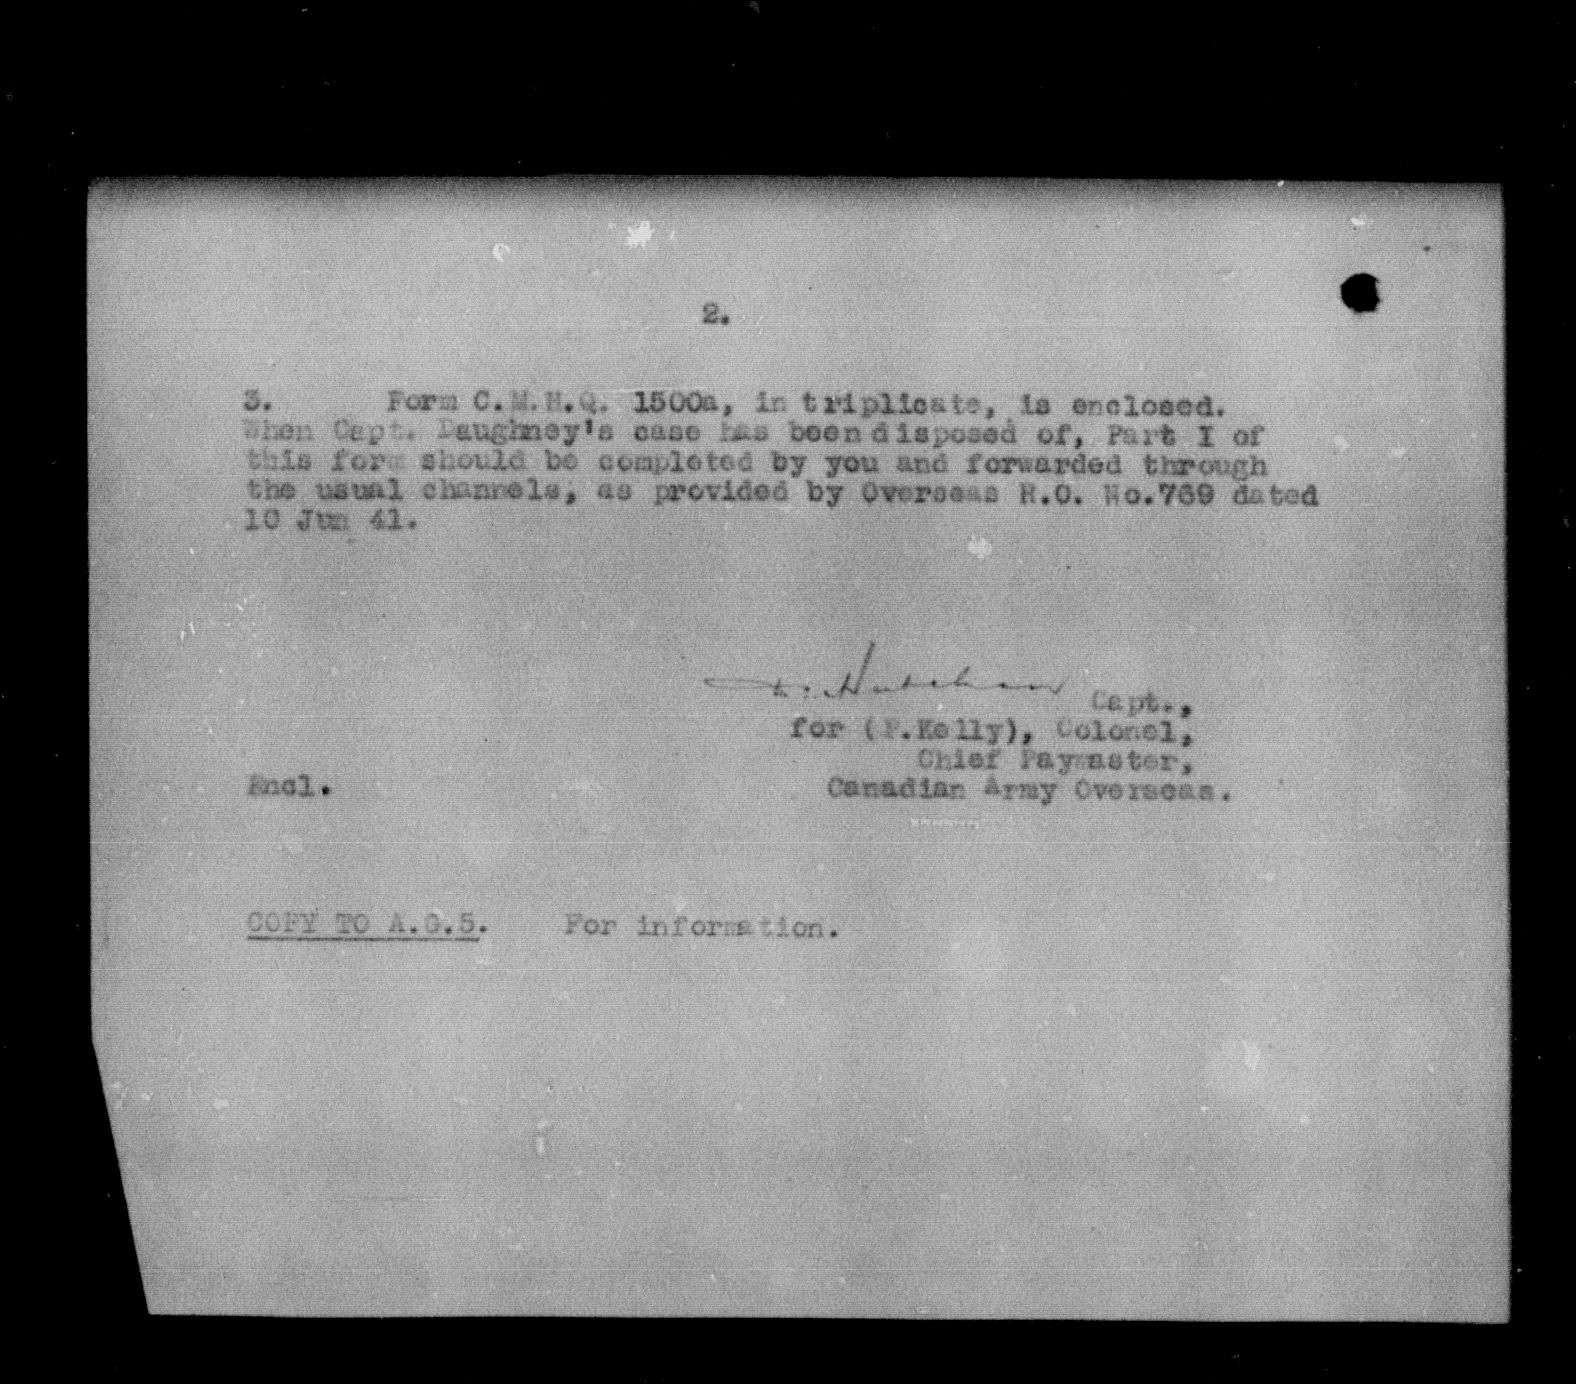 2.
3. Form C.M.H.Q. 1500a, in triplicate, is enclosed.
When Capt. Daughney's case has been disposed of, Part I of
this form should be completed by you and forwarded through
the usual channels, as provided by Overseas R.O. No.769 dated
10 Jun 41.
Capt.,
for (F.Kelly), Colonel,
Chief Paymaster,
Encl.
Canadian Army Overseas.
COPY TO A.G.5. For information.